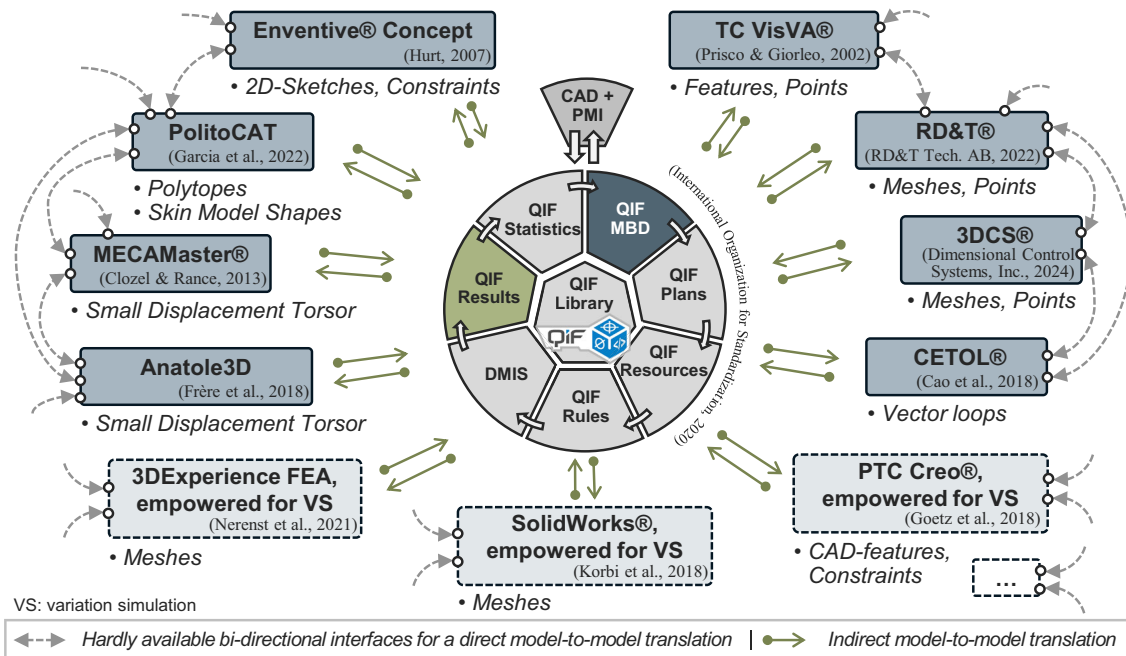 Enventive® Concept
(Hurt, 2007)
• 2D-Sketches, Constraints
TC VisVA®
(Prisco & Giorleo, 2002)
• Features, Points
CAD +
PMI
PolitoCAT
(Garcia et al., 2022)
• Polytopes
• Skin Model Shapes
RD&T®
(RD&T Tech. AB, 2022)
• Meshes, Points
MECAMaster®
(Clozel & Rance, 2013)
• Small Displacement Torsor
3DCS®
(Dimensional Control
Systems, Inc., 2024)
• Meshes, Points
Anatole3D
(Frère et al., 2018)
• Small Displacement Torsor
CETOL®
(Cao et al., 2018)
• Vector loops
QIF
Statistics
QIF
MBD
QIF
Results
QIF
Library
QIF
QIF
Plans
DMIS
QIF
Rules
QIF
Resources
(International Organization for Standardization, 2020)
3DExperience FEA,
empowered for VS
(Nerenst et al., 2021)
• Meshes
SolidWorks®,
empowered for VS
(Korbi et al., 2018)
• Meshes
PTC Creo®,
empowered for VS
(Goetz et al., 2018)
• CAD-features,
Constraints
...
VS: variation simulation
Hardly available bi-directional interfaces for a direct model-to-model translation
Indirect model-to-model translation